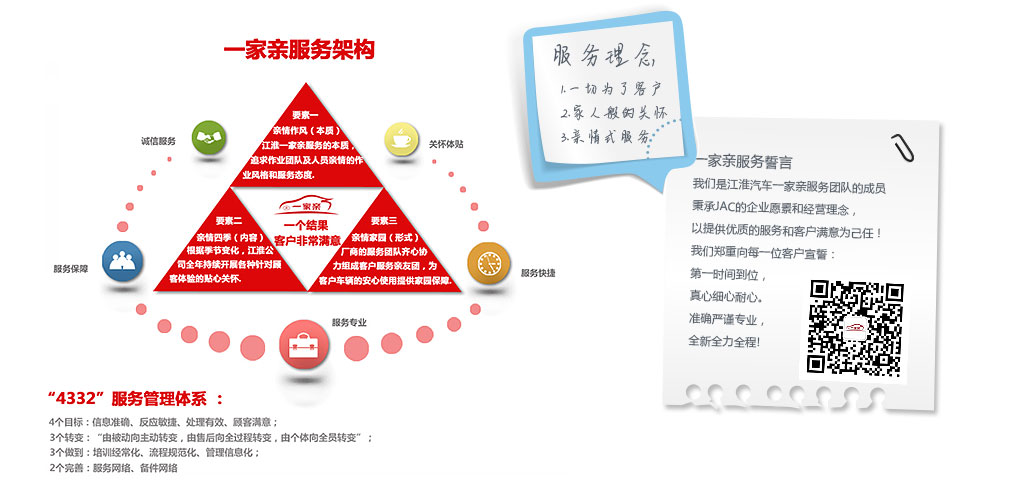 一家亲服务架构
要素一
亲情作风（本质）
江淮一家亲服务的本质，
追求作业团队及人员亲情的作
业风格和服务态度.
诚信服务
关怀体贴
一家亲
一个结果
客户非常满意
要素二
亲情四季（内容）
根据季节变化，江淮公
司全年持续开展各种针对顾
客体验的贴心关怀.
要素三
亲情家园（形式）
厂商的服务团队齐心协
力组成客户服务亲友团，为
客户车辆的安心使用提供家园保障.
服务保障
服务快捷
服务专业
“4332”服务管理体系 ：
4个目标：信息准确、反应敏捷、处理有效、顾客满意；
3个转变：“由被动向主动转变，由售后向全过程转变，由个体向全员转变”；
3个做到：培训经常化、流程规范化、管理信息化；
2个完善：服务网络、备件网络
服务理念
1.一切为了客户
2.家人般的关怀
3.亲情式服务
一家亲服务誓言
我们是江淮汽车一家亲服务团队的成员
秉承JAC的企业愿景和经营理念，
以提供优质的服务和客户满意为己任！
我们郑重向每一位客户宣誓：
第一时间到位，
真心细心耐心。
准确严谨专业，
全新全力全程!